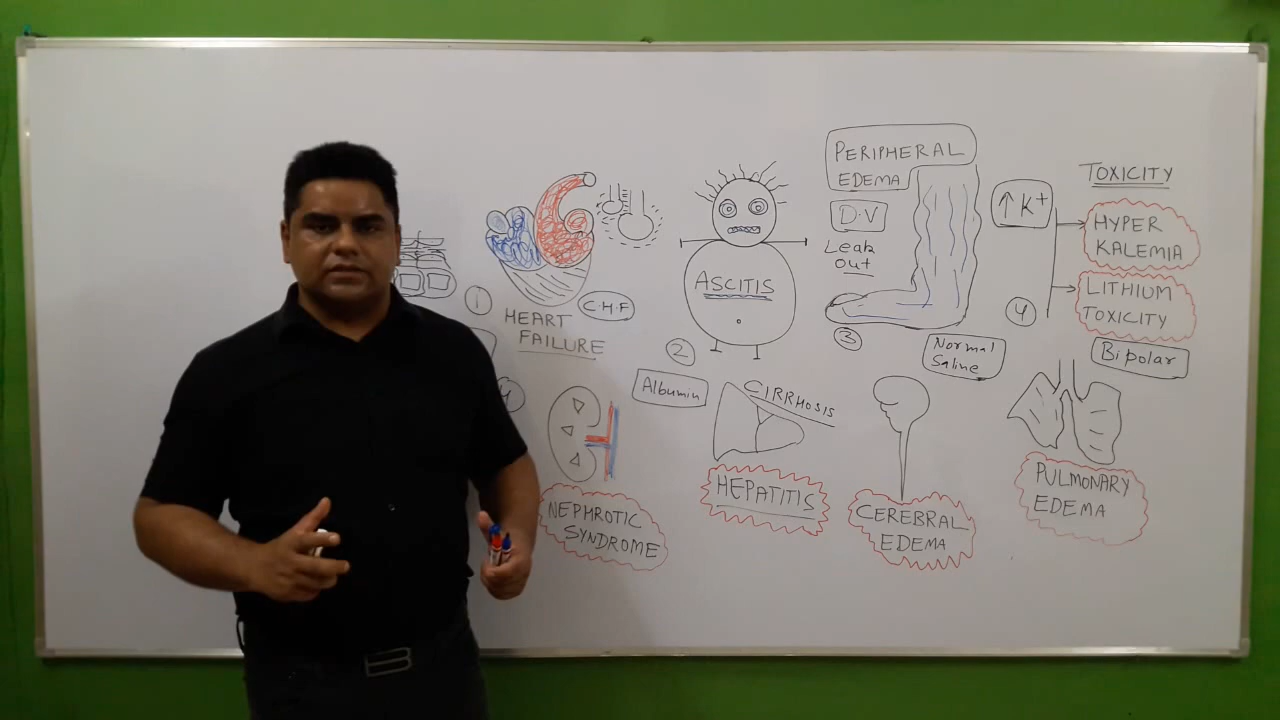 1
HEART
FAILURE
C.H.F
2
ASCITIS
PERIPHERAL
EDEMA
D.V
Leak
Out
3
Normal
Saline
↑ K+
4
TOXICITY
HYPER
KALEMIA
LITHIUM
TOXICITY
Bipolar
4
NEPHROTIC
SYNDROME
Albumin
CIRRHOSIS
HEPATITIS
CEREBRAL
EDEMA
PULMONARY
EDEMA